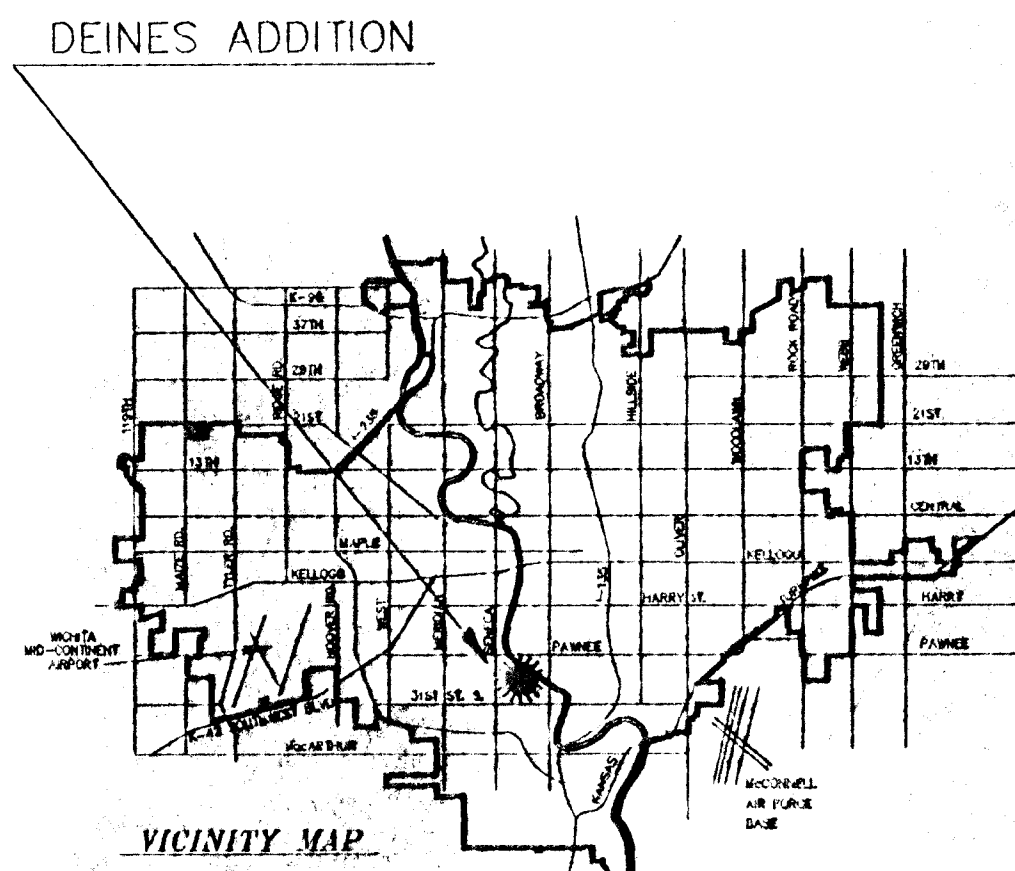 DEINES ADDITION
K-96
37TH
29TH
21ST
13TH
119TH
RIDGE RD.
I-235
MAIZE RD.
TYLER RD.
MAPLE
KELLOGG
HOOVER RD.
WEST
MERIDIAN
SENECA
BROADWAY
I-135
HILLSIDE
OLIVER
WOODLAWN
ROCK ROAD
WEBB
GREENWICH
29TH
21ST
13TH
CENTRAL
KELLOGG
HARRY ST.
HARRY
PAWNEE
PAWNEE
31ST ST. S.
WICHITA
MID-CONTINENT
AIRPORT
K-42 SOUTHWEST BLVD
McARTHUR
KANSAS
McCONNELL
AIR FORCE
BASE
VICINITY MAP